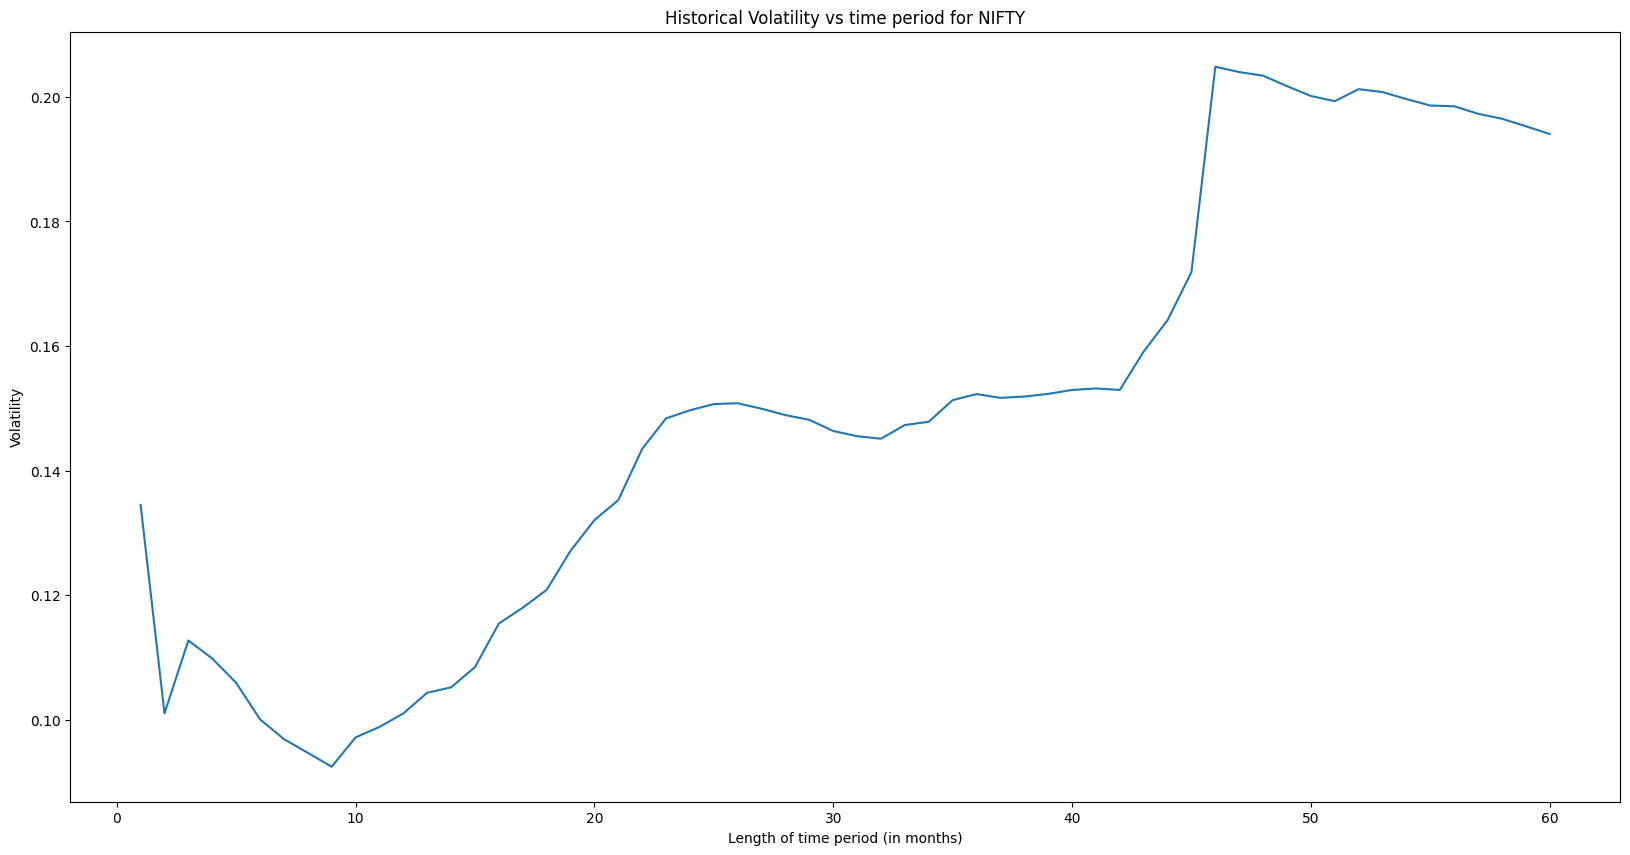 Historical Volatility vs time period for NIFTY
0.20
0.18
0.16
0.14
0.12
0.10
Volatility
0 10 20 30 40 50 60
Length of time period (in months)